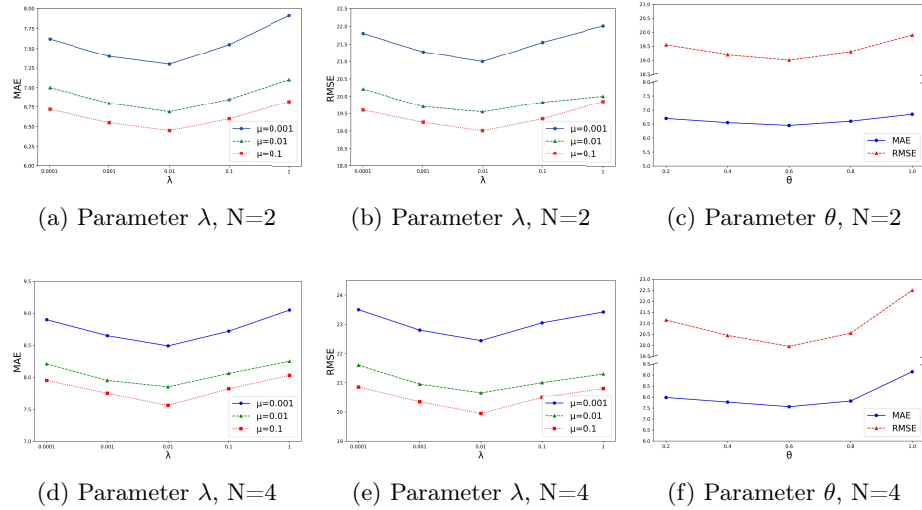 8.00
7.75
7.50
7.25
7.00
6.75
6.50
6.25
6.00
MAE
0.0001 0.001 0.01 0.1 1
λ
μ=0.001
μ=0.01
μ=0.1
(a) Parameter λ, N=2
22.5
22.0
21.5
21.0
20.5
20.0
19.5
19.0
18.5
18.0
RMSE
0.0001 0.001 0.01 0.1 1
λ
μ=0.001
μ=0.01
μ=0.1
(b) Parameter λ, N=2
21.0
20.5
20.0
19.5
19.0
18.5
8.0
7.5
7.0
6.5
6.0
5.5
5.0
0.2 0.4 0.6 0.8 1.0
θ
MAE
RMSE
(c) Parameter θ, N=2
9.5
9.0
8.5
8.0
7.5
7.0
MAE
0.0001 0.001 0.01 0.1 1
λ
μ=0.001
μ=0.01
μ=0.1
(d) Parameter λ, N=4
24
23
22
21
20
19
RMSE
0.0001 0.001 0.01 0.1 1
λ
μ=0.001
μ=0.01
μ=0.1
(e) Parameter λ, N=4
23.0
22.5
22.0
21.5
21.0
20.5
20.0
19.5
9.5
9.0
8.5
8.0
7.5
7.0
6.5
6.0
0.2 0.4 0.6 0.8 1.0
θ
MAE
RMSE
(f) Parameter θ, N=4